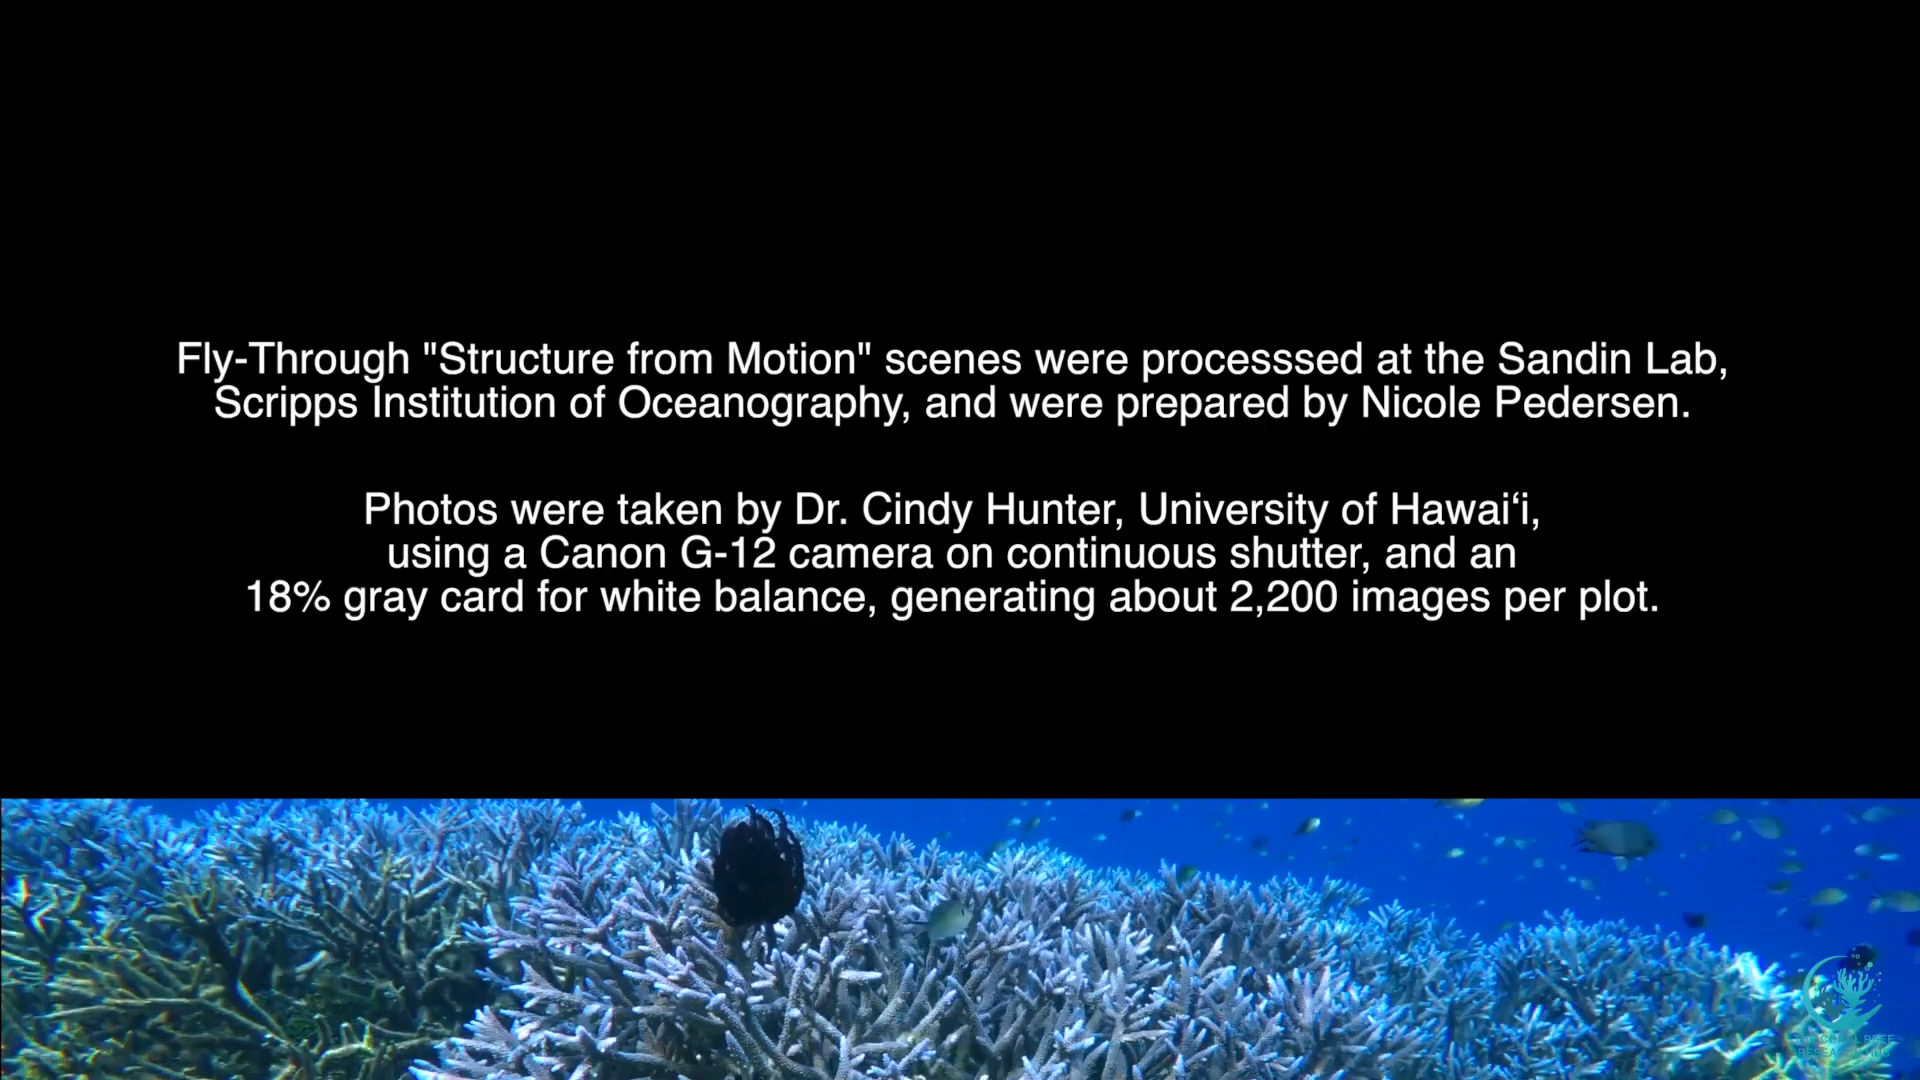 Fly-Through "Structure from Motion" scenes were processsed at the Sandin Lab,
Scripps Institution of Oceanography, and were prepared by Nicole Pedersen.
Photos were taken by Dr. Cindy Hunter, University of Hawai‘i,
using a Canon G-12 camera on continuous shutter, and an
18% gray card for white balance, generating about 2,200 images per plot.